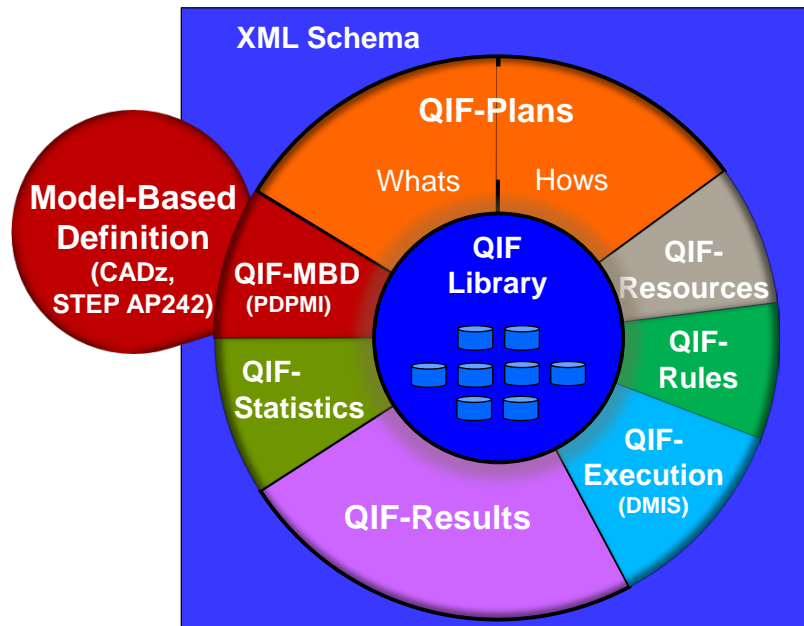 XML Schema
QIF-Plans
Whats
Hows
Model-Based
Definition
(CADz,
STEP AP242)
QIF-MBD
(PDPMI)
QIF
Library
QIF-
Resources
QIF-
Rules
QIF-
Statistics
QIF-
Execution
(DMIS)
QIF-Results